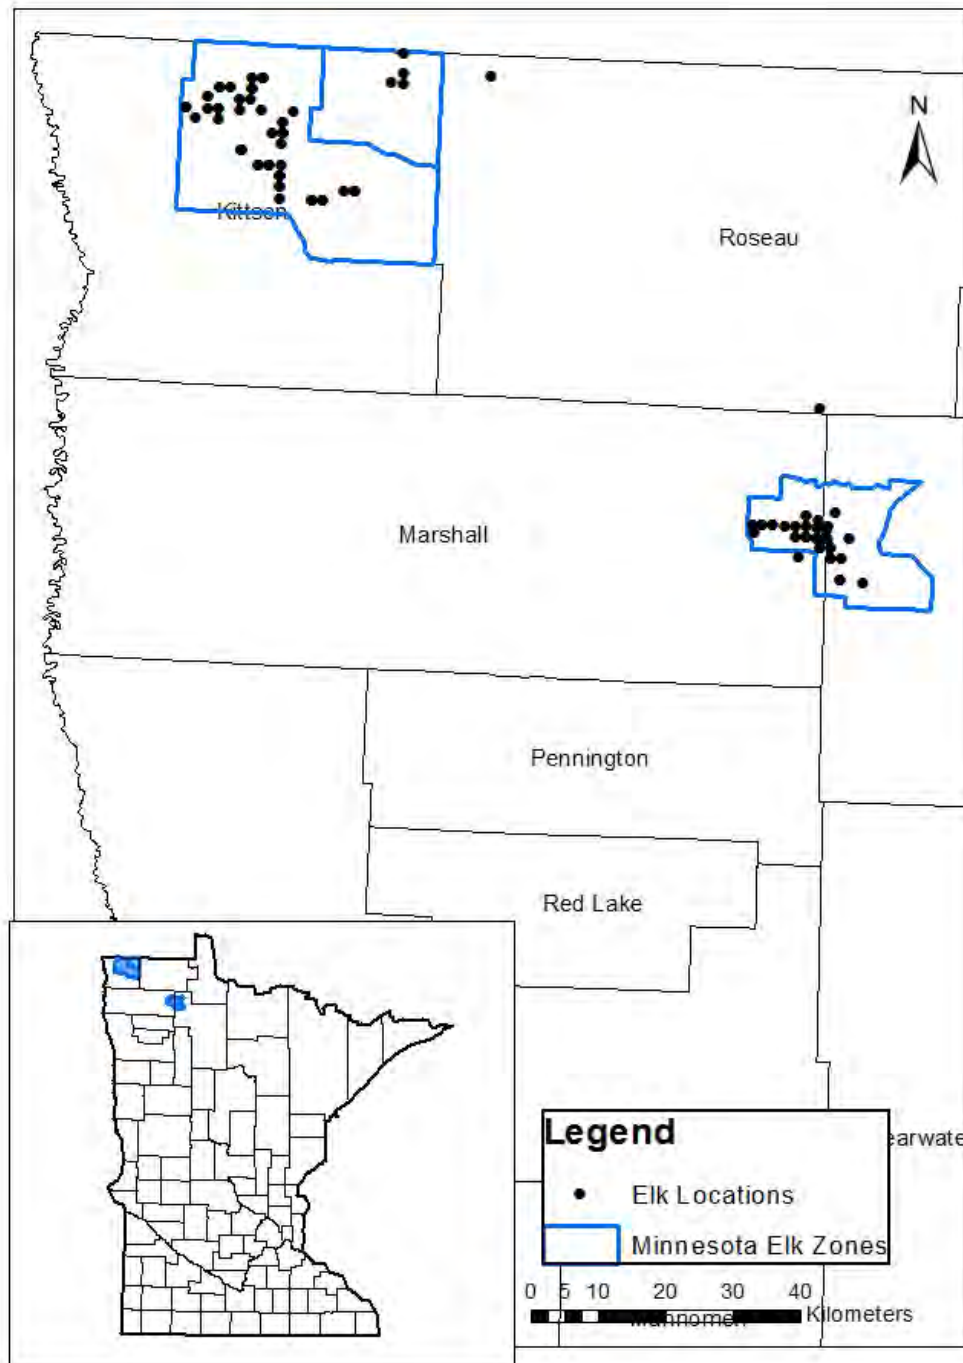 N
Kittson
Roseau
Marshall
Pennington
Red Lake
earwate
Legend
Elk Locations
Minnesota Elk Zones
0 5 10 20 30 40
Kilometers
Mahnomen